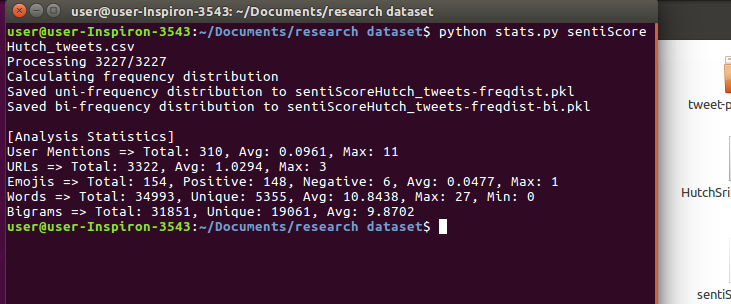 user@user-Inspiron-3543: ~/Documents/research dataset
user@user-Inspiron-3543:~/Documents/research dataset$ python stats.py sentiScore
Hutch_tweets.csv
Processing 3227/3227
Calculating frequency distribution
Saved uni-frequency distribution to sentiScoreHutch_tweets-freqdist.pkl
Saved bi-frequency distribution to sentiScoreHutch_tweets-freqdist-bi.pkl
[Analysis Statistics]
User Mentions => Total: 310, Avg: 0.0961, Max: 11
URLs => Total: 3322, Avg: 1.0294, Max: 3
Emojis => Total: 154, Positive: 148, Negative: 6, Avg: 0.0477, Max: 1
Words => Total: 34993, Unique: 5355, Avg: 10.8438, Max: 27, Min: 0
Bigrams => Total: 31851, Unique: 19061, Avg: 9.8702
user@user-Inspiron-3543:~/Documents/research dataset$
tweet-p
HutchSri
sentiS